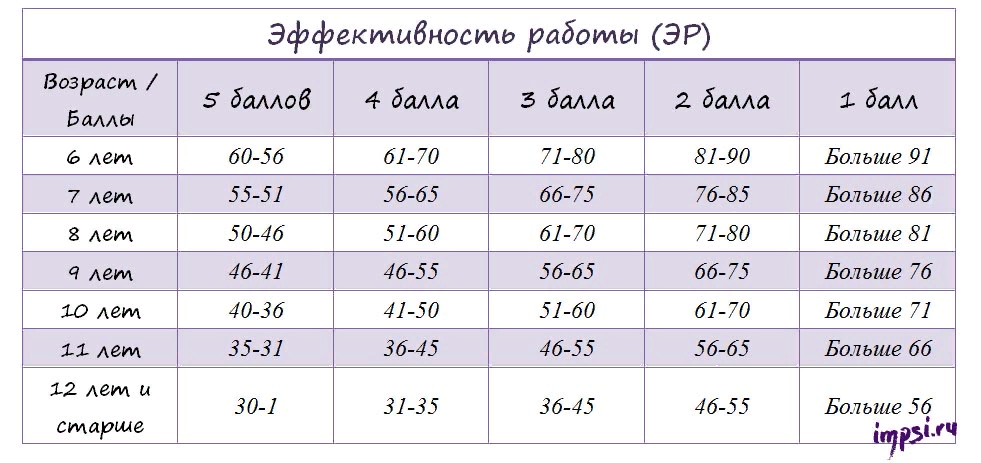 Эффективность работы (ЭР)
Возраст / Баллы 5 баллов 4 балла 3 балла 2 балла 1 балл
6 лет 60-56 61-70 71-80 81-90 Больше 91
7 лет 55-51 56-65 66-75 76-85 Больше 86
8 лет 50-46 51-60 61-70 71-80 Больше 81
9 лет 46-41 46-55 56-65 66-75 Больше 76
10 лет 40-36 41-50 51-60 61-70 Больше 71
11 лет 35-31 36-45 46-55 56-65 Больше 66
12 лет и старше 30-1 31-35 36-45 46-55 Больше 56
impsi.ru